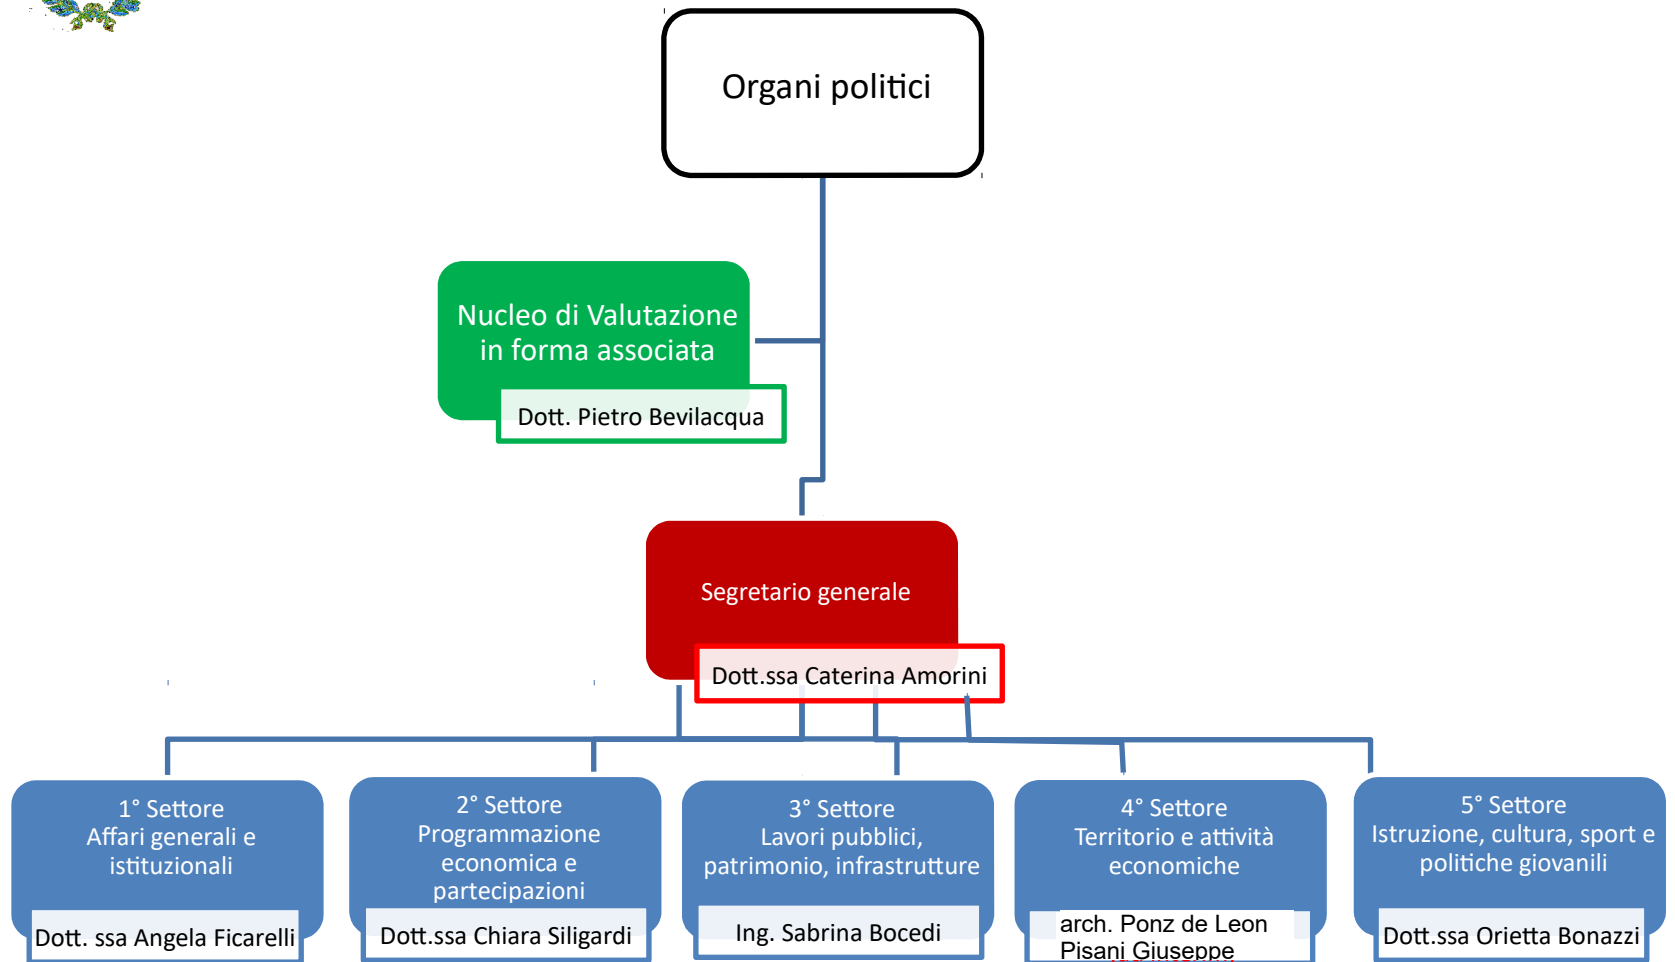 Organi politici
Nucleo di Valutazione
in forma associata
Dott. Pietro Bevilacqua
Segretario generale
Dott.ssa Caterina Amorini
1° Settore
Affari generali e
istituzionali
Dott. ssa Angela Ficarelli
2° Settore
Programmazione
economica e
partecipazioni
Dott.ssa Chiara Siligardi
3° Settore
Lavori pubblici,
patrimonio, infrastrutture
Ing. Sabrina Bocedi
4° Settore
Territorio e attività
economiche
arch. Ponz de Leon
Pisani Giuseppe
5° Settore
Istruzione, cultura, sport e
politiche giovanili
Dott.ssa Orietta Bonazzi